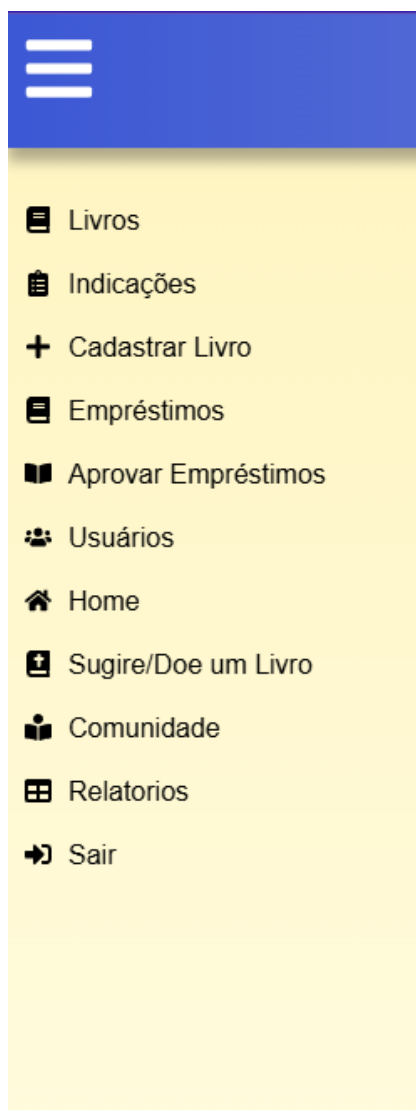 Livros
Indicações
Cadastrar Livro
Empréstimos
Aprovar Empréstimos
Usuários
Home
Sugire/Doe um Livro
Comunidade
Relatorios
Sair